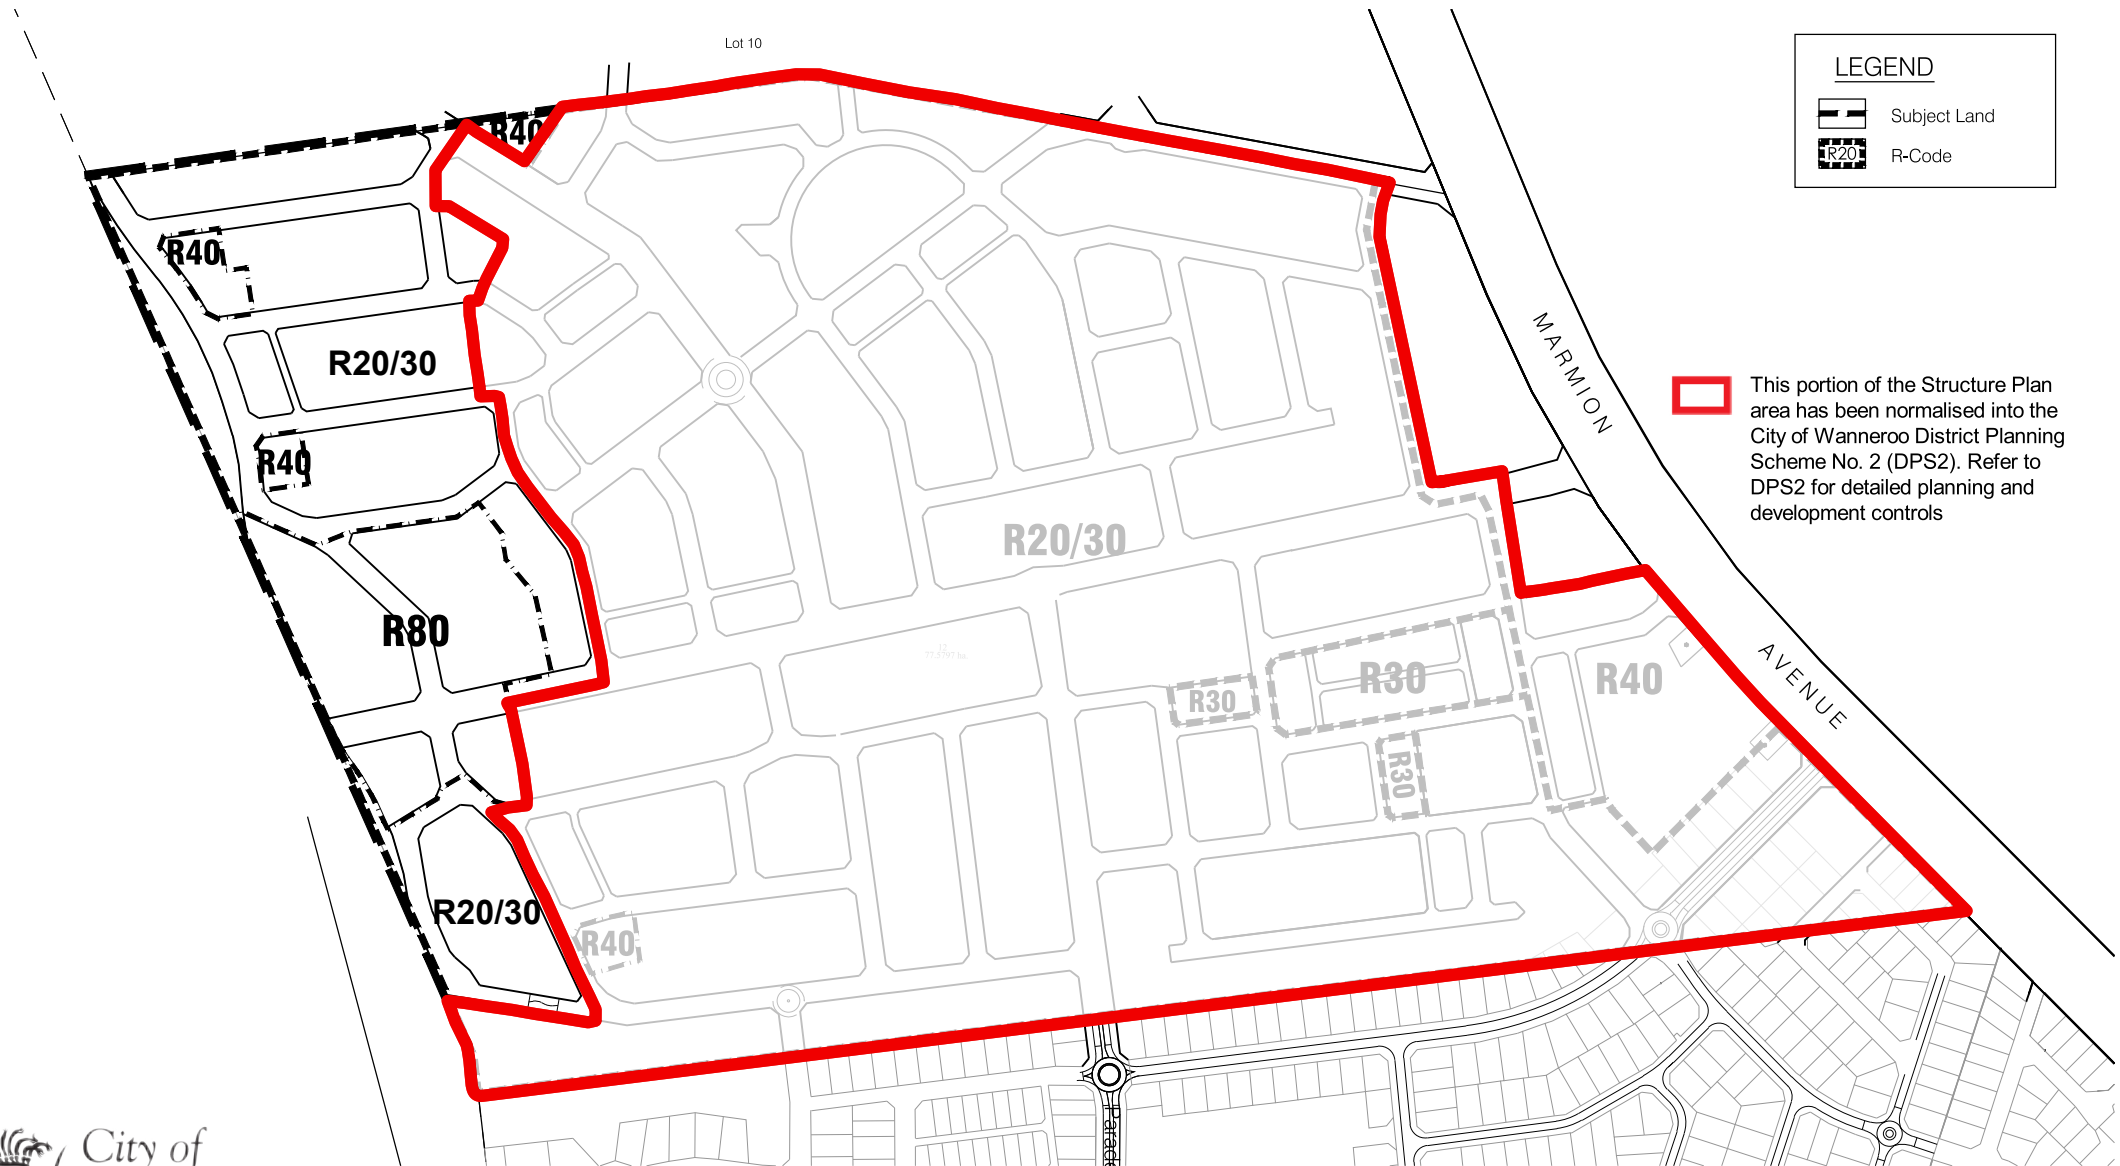 Lot 10
LEGEND
Subject Land
R20
R-Code
R40
R40
R20/30
R40
R80
R20/30
R20/30
R30
R30
R30
R40
R40
MARMION
AVENUE
This portion of the Structure Plan
area has been normalised into the
City of Wanneroo District Planning
Scheme No. 2 (DPS2). Refer to
DPS2 for detailed planning and
development controls
Parade
City of